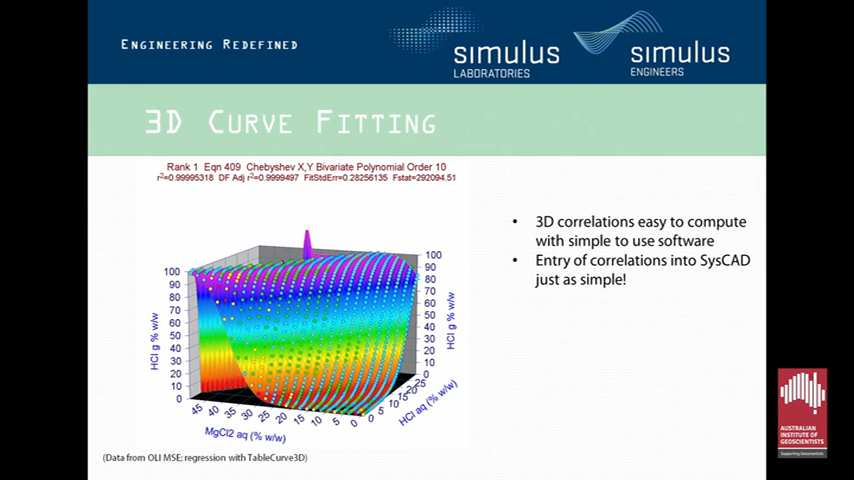 ENGINEERING REDEFINED
simulus
LABORATORIES
simulus
ENGINEERS
3D CURVE FITTING
Rank 1 Eqn 409 Chebyshev X,Y Bivariate Polynomial Order 10
r²=0.99995318 DF Adj r²=0.9999497 FitStdErr=0.28256135 Fstat=292094.51
• 3D correlations easy to compute
with simple to use software
• Entry of correlations into SysCAD
just as simple!
100
90
80
70
60
50
40
30
20
10
0
HCl g % w/w
100
90
80
70
60
50
40
30
20
10
0
HCl g % w/w
45 40 35 30 25 20 15 10 5 0
MgCl2 aq (% w/w)
0 5 10 15 20 25
HCl aq (% w/w)
(Data from OLI MSE; regression with TableCurve3D)
AUSTRALIAN
INSTITUTE OF
GEOSCIENTISTS
Supporting Geoscientists